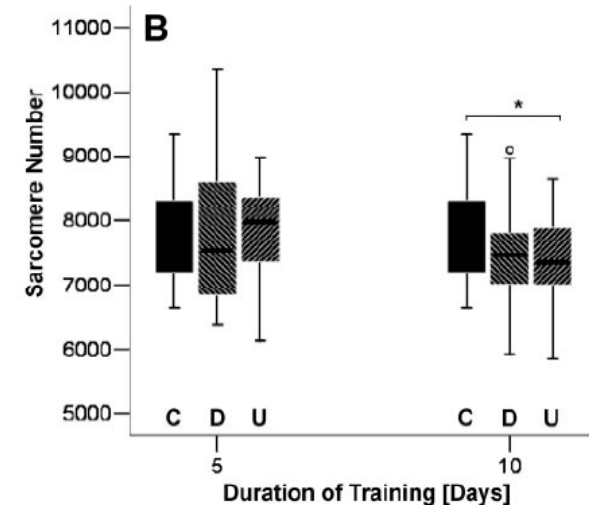 B
11000
10000
9000
8000
7000
6000
5000
Sarcomere Number
*
C D U
C D U
5
10
Duration of Training [Days]